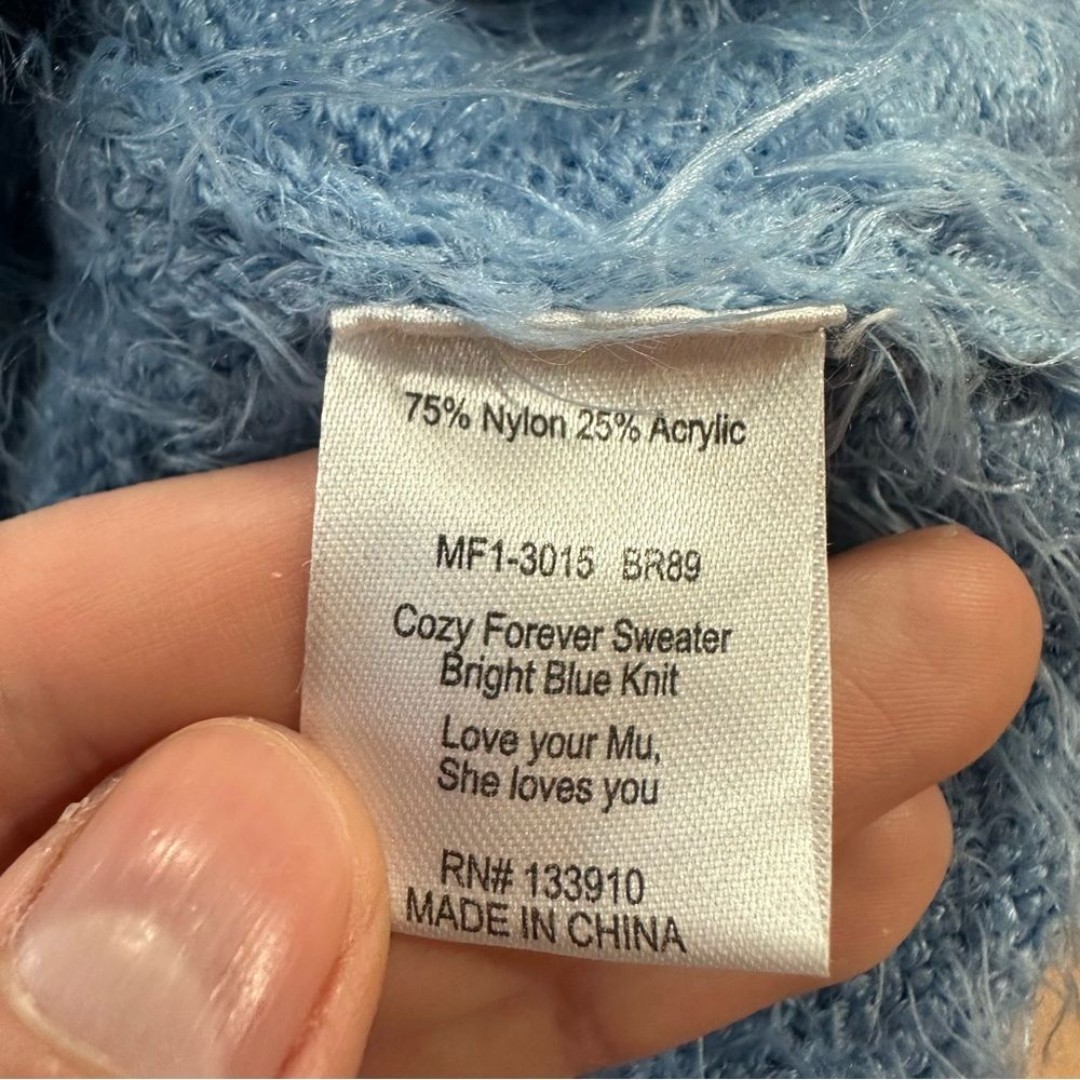 75% Nylon 25% Acrylic
MF1-3015 BR89
Cozy Forever Sweater
Bright Blue Knit
Love your Mu,
She loves you
RN# 133910
MADE IN CHINA